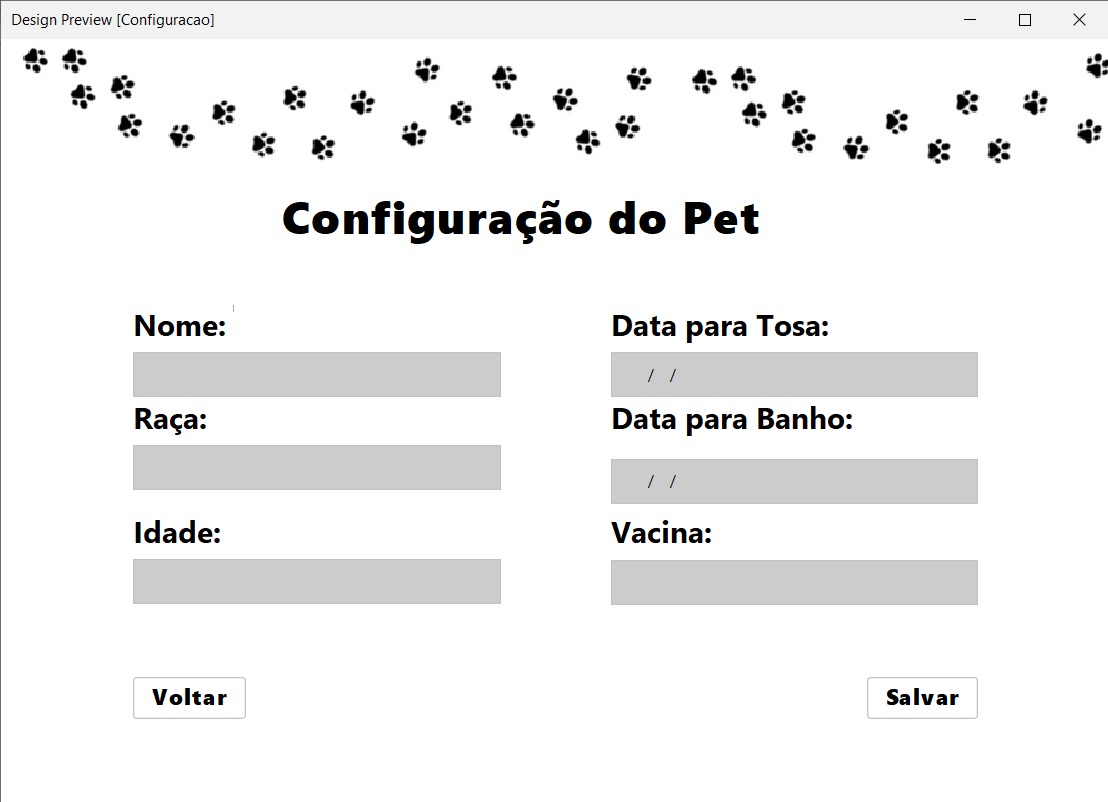 Design Preview [Configuracao]
Configuração do Pet
Nome:
Data para Tosa:
/ /
Raça:
Data para Banho:
/ /
Idade:
Vacina:
Voltar
Salvar